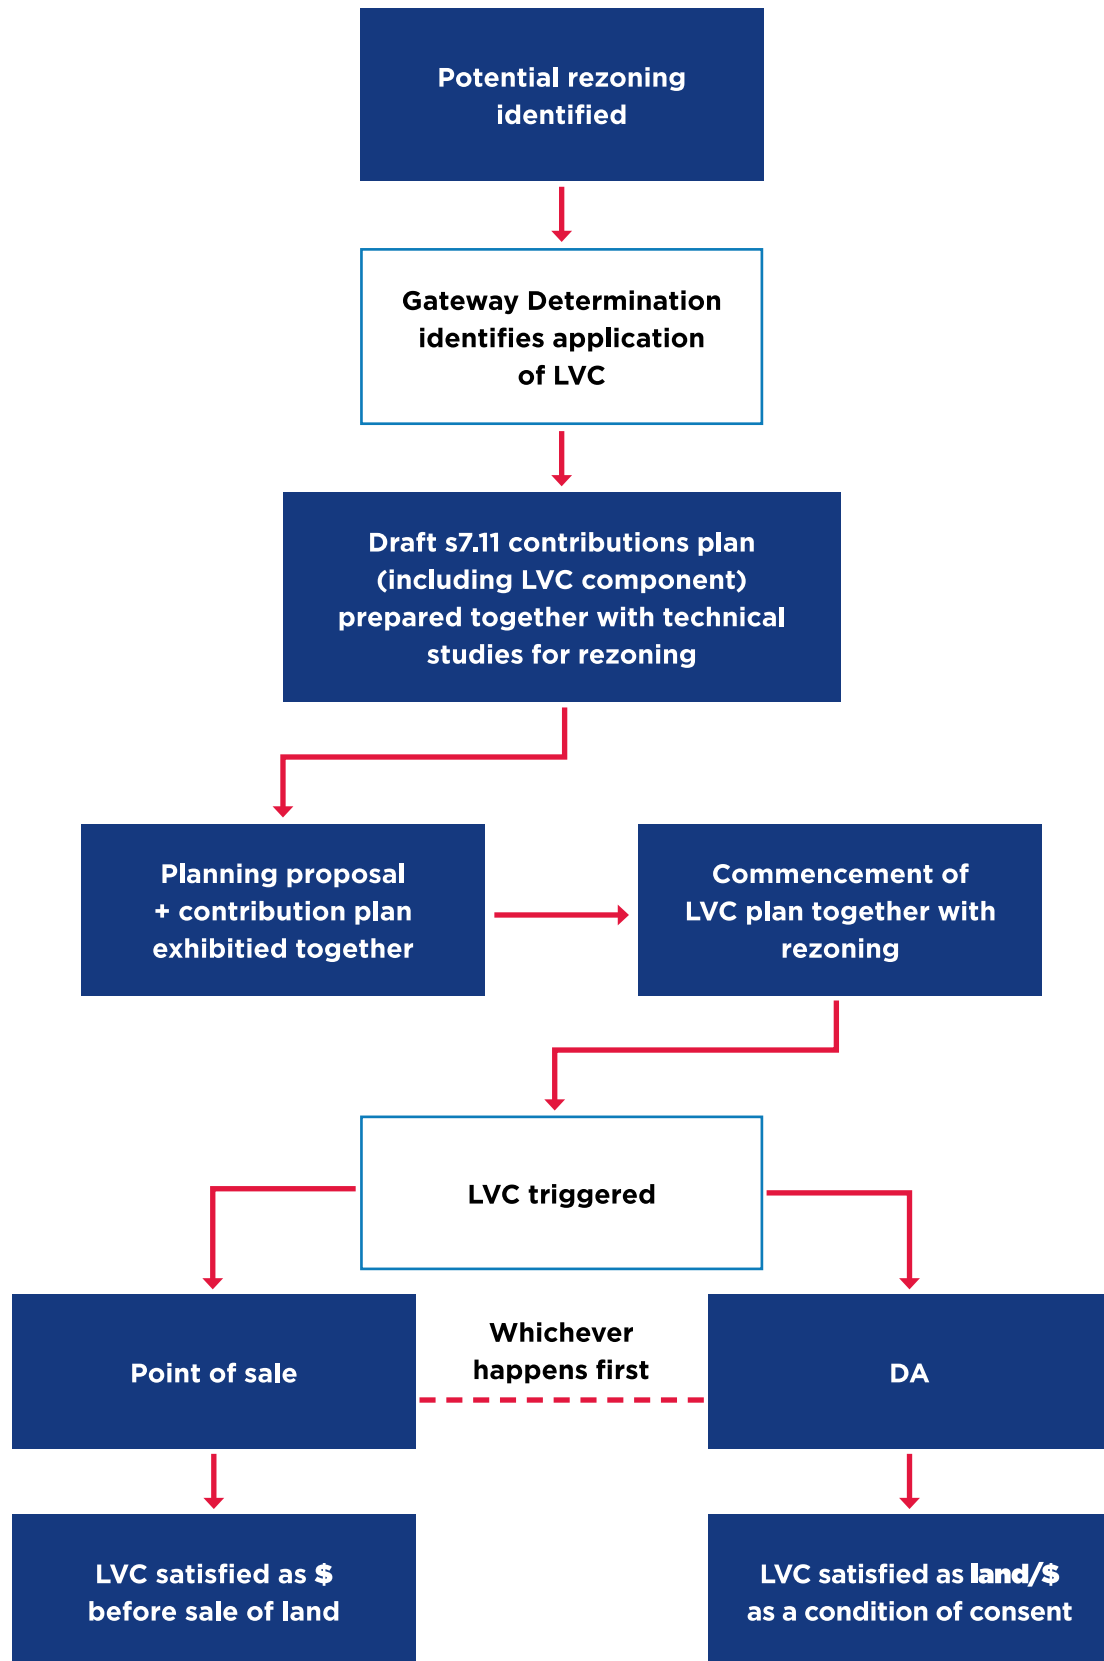 Potential rezoning
identified
Gateway Determination
identifies application
of LVC
Draft s7.11 contributions plan
(including LVC component)
prepared together with technical
studies for rezoning
Planning proposal
+ contribution plan
exhibitied together
Commencement of
LVC plan together with
rezoning
LVC triggered
Point of sale
Whichever
happens first
DA
LVC satisfied as $
before sale of land
LVC satisfied as land/$
as a condition of consent